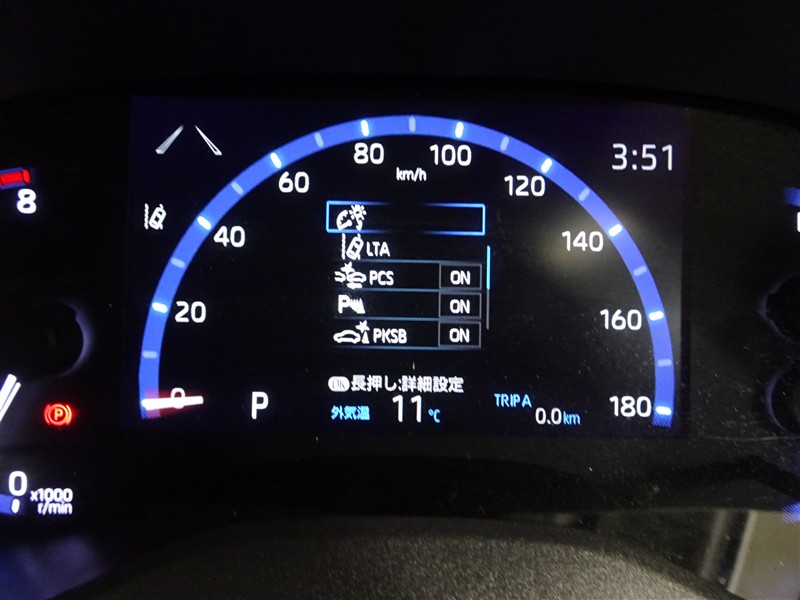 80
100
km/h
3:51
60
120
8
40
140
LTA
PCS ON
20
P ON
160
PKSB ON
長押し:詳細設定
0
P
180
外気温 11℃
TRIP A
0.0km
P
0
x1000
r/min